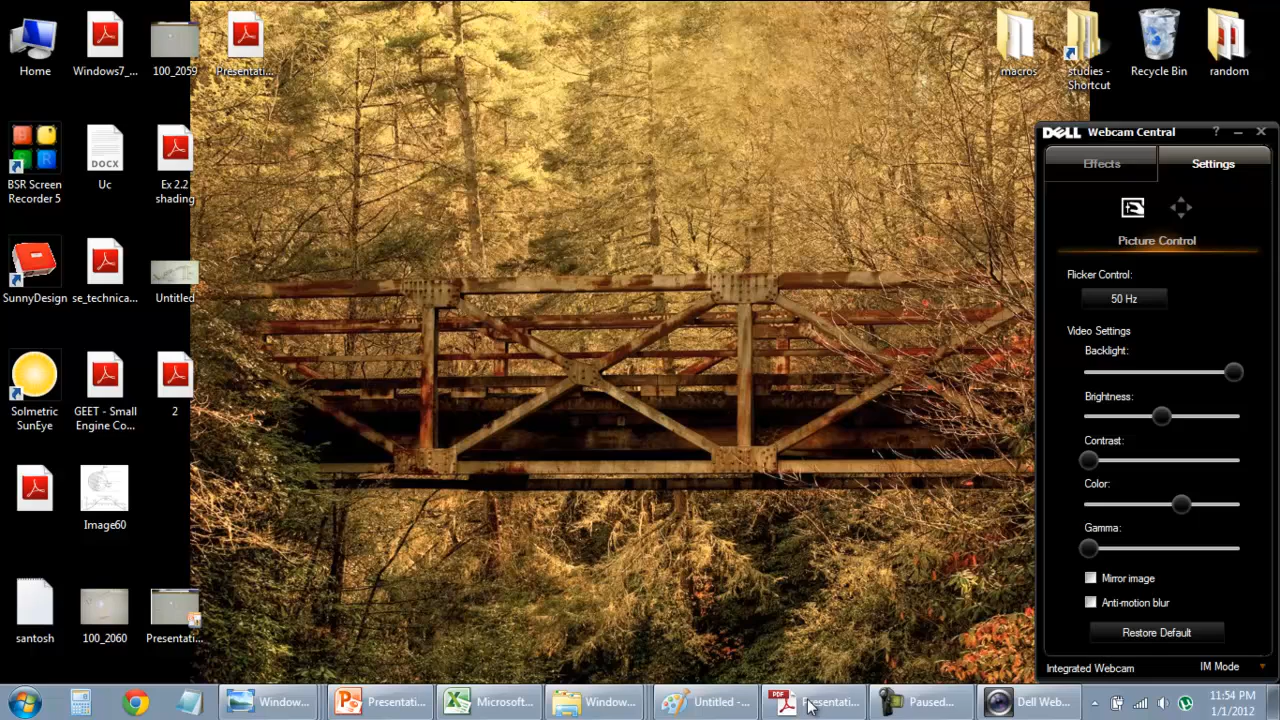 Home
Windows7_...
100_2059
Presentati...
macros
studies -
Shortcut
Recycle Bin
random
BSR Screen
Recorder 5
DOCX
Uc
Ex 2.2
shading
SunnyDesign
se_technica...
Untitled
Solmetric
SunEye
GEET - Small
Engine Co...
2
Image60
santosh
100_2060
Presentati...
DELL Webcam Central
?
Effects
Settings
Picture Control
Flicker Control:
50 Hz
Video Settings
Backlight:
Brightness:
Contrast:
Color:
Gamma:
Mirror image
Anti-motion blur
Restore Default
Integrated Webcam
IM Mode
Window...
Presentati...
Microsoft...
Window...
Untitled -...
PDF
Presentati...
Paused...
Dell Web...
11:54 PM
1/1/2012